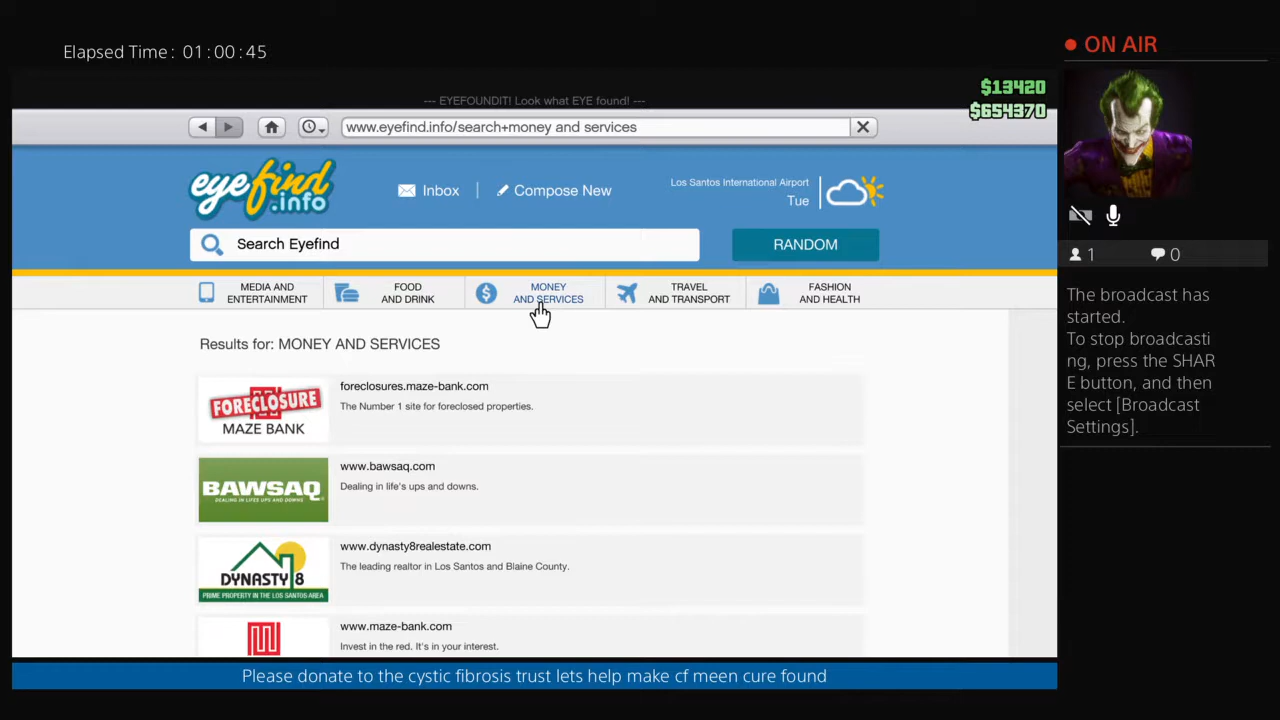 Elapsed Time: 01:00:45
ON AIR
$13420
$654370
--- EYEFOUNDIT! Look what EYE found! ---
www.eyefind.info/search+money and services
eyefind
.info
Inbox
Compose New
Los Santos International Airport
Tue
Search Eyefind
RANDOM
MEDIA AND
ENTERTAINMENT
FOOD
AND DRINK
MONEY
AND SERVICES
TRAVEL
AND TRANSPORT
FASHION
AND HEALTH
1
0
The broadcast has
started.
To stop broadcasti
ng, press the SHAR
E button, and then
select [Broadcast
Settings].
Results for: MONEY AND SERVICES
FORECLOSURE
MAZE BANK
foreclosures.maze-bank.com
The Number 1 site for foreclosed properties.
BAWSAQ
DEALING IN LIFE'S UPS AND DOWNS
www.bawsaq.com
Dealing in life's ups and downs.
DYNASTY 8
PRIME PROPERTY IN THE LOS SANTOS AREA
www.dynasty8realestate.com
The leading realtor in Los Santos and Blaine County.
www.maze-bank.com
Invest in the red. It's in your interest.
Please donate to the cystic fibrosis trust lets help make cf meen cure found